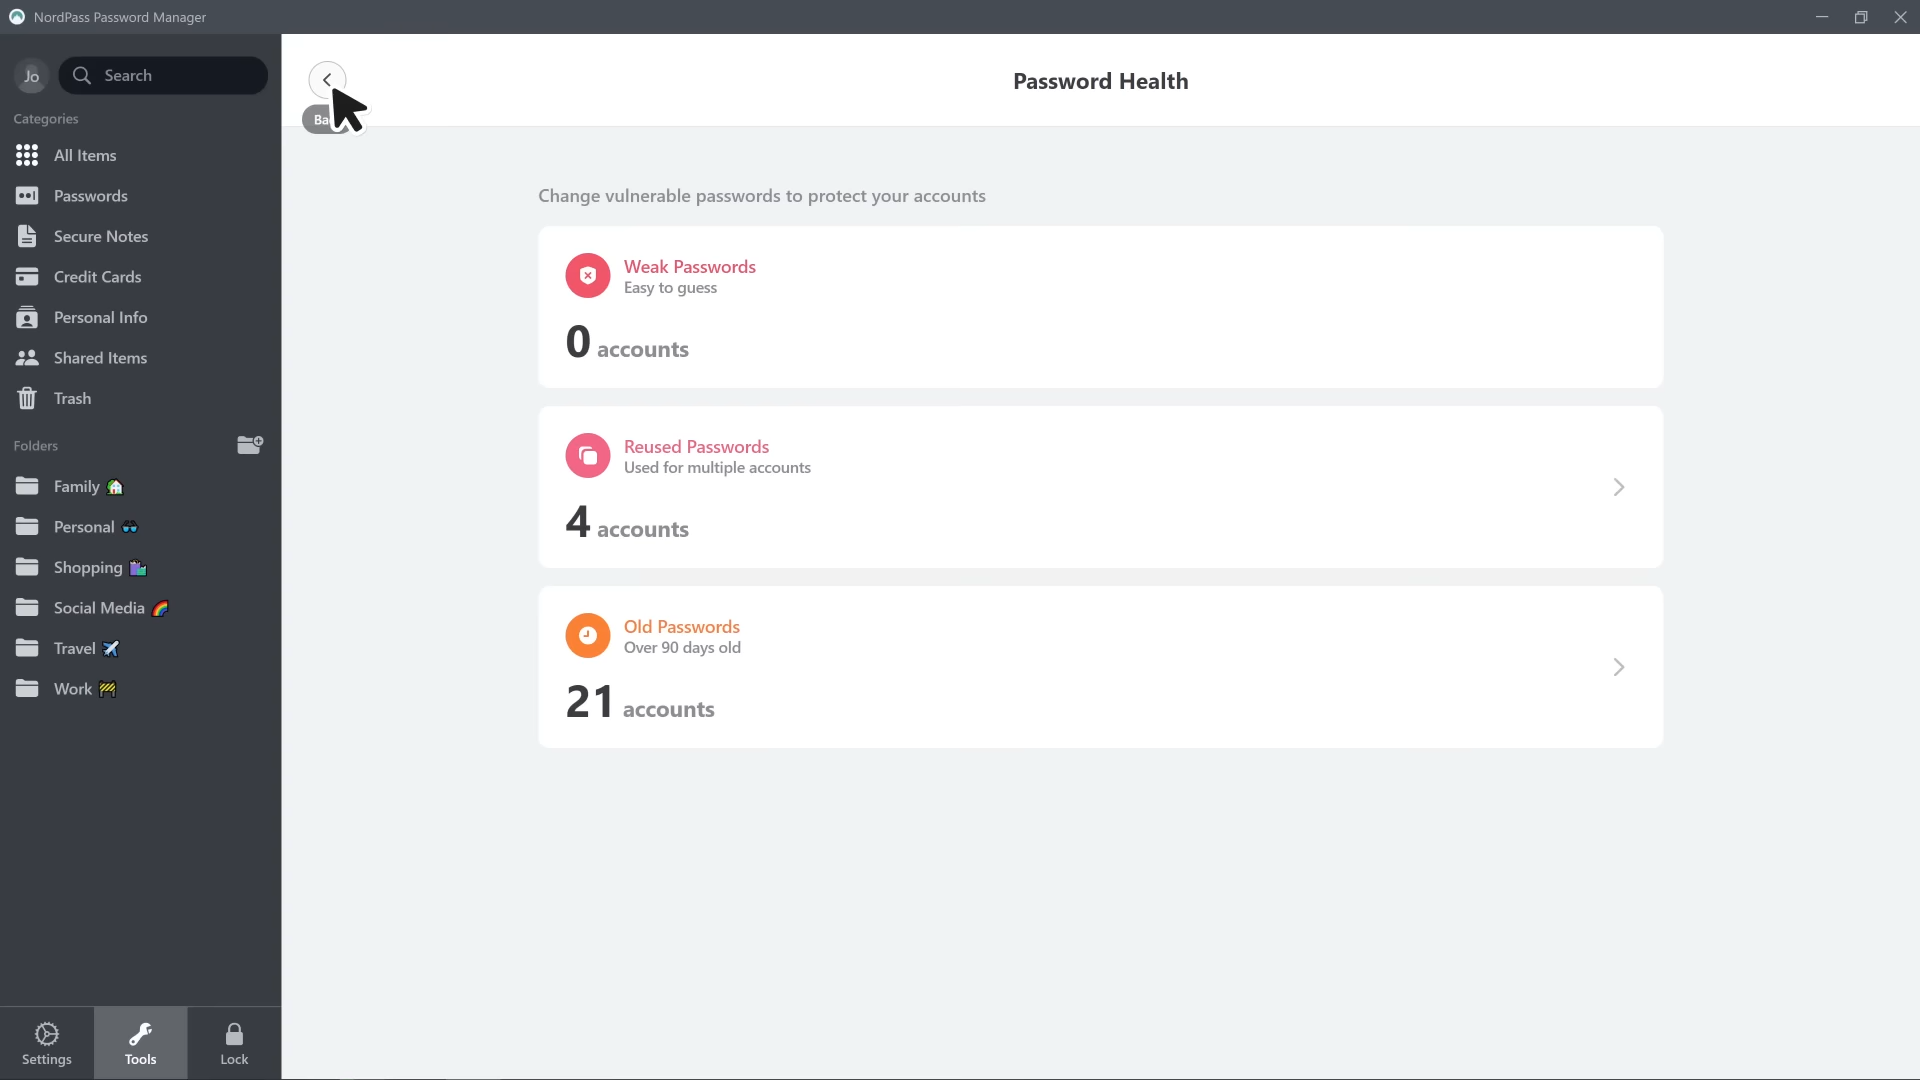 NordPass Password Manager
Jo
Search
Password Health
Categories
All Items
Passwords
Secure Notes
Credit Cards
Personal Info
Shared Items
Trash
Folders
Family
Personal
Shopping
Social Media
Travel
Work
Settings
Tools
Lock
Change vulnerable passwords to protect your accounts
Weak Passwords
Easy to guess
0 accounts
Reused Passwords
Used for multiple accounts
4 accounts
Old Passwords
Over 90 days old
21 accounts